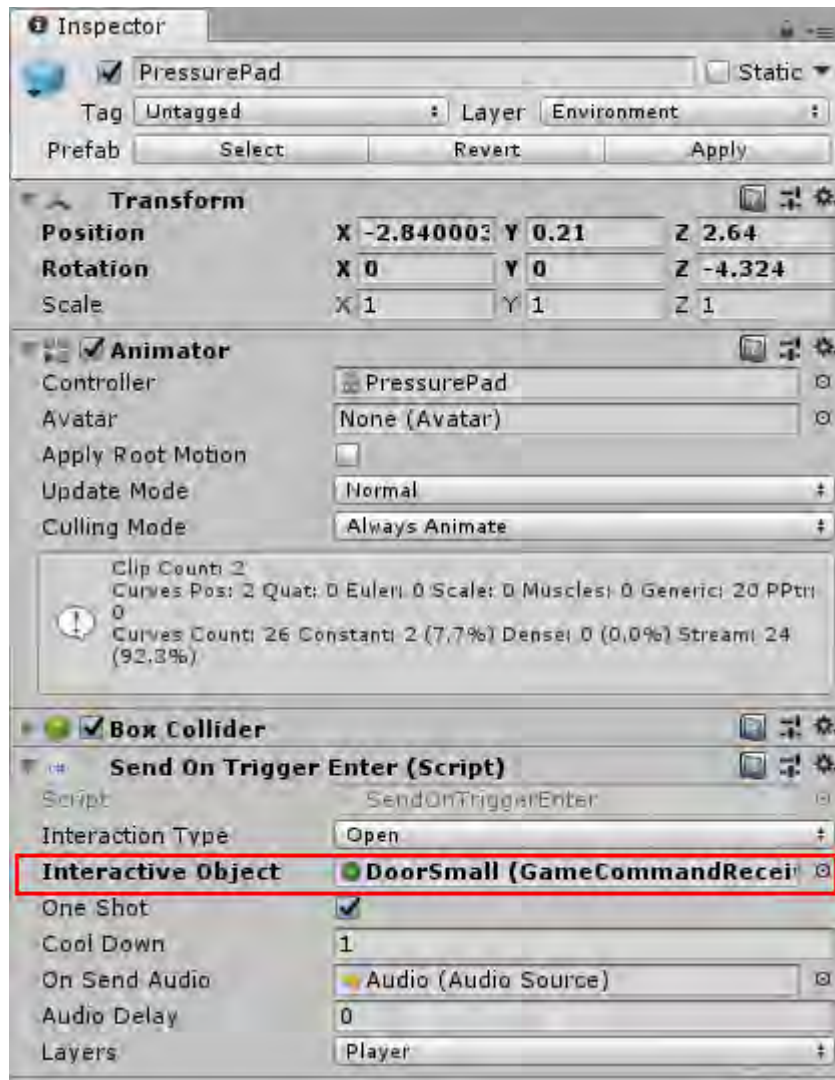 Inspector
PressurePad Static
Tag Untagged Layer Environment
Prefab Select Revert Apply
Transform
Position X -2.840003 Y 0.21 Z 2.64
Rotation X 0 Y 0 Z -4.324
Scale X 1 Y 1 Z 1
Animator
Controller PressurePad
Avatar None (Avatar)
Apply Root Motion
Update Mode Normal
Culling Mode Always Animate
Clip Count: 2
Curves Pos: 2 Quat: 0 Euler: 0 Scale: 0 Muscles: 0 Generic: 20 PPtr:
0
Curves Count: 26 Constant: 2 (7,7%) Dense: 0 (0,0%) Stream: 24
(92,3%)
Box Collider
Send On Trigger Enter (Script)
Script SendOnTriggerEnter
Interaction Type Open
Interactive Object DoorSmall (GameCommandRecei
One Shot
Cool Down 1
On Send Audio Audio (Audio Source)
Audio Delay 0
Layers Player